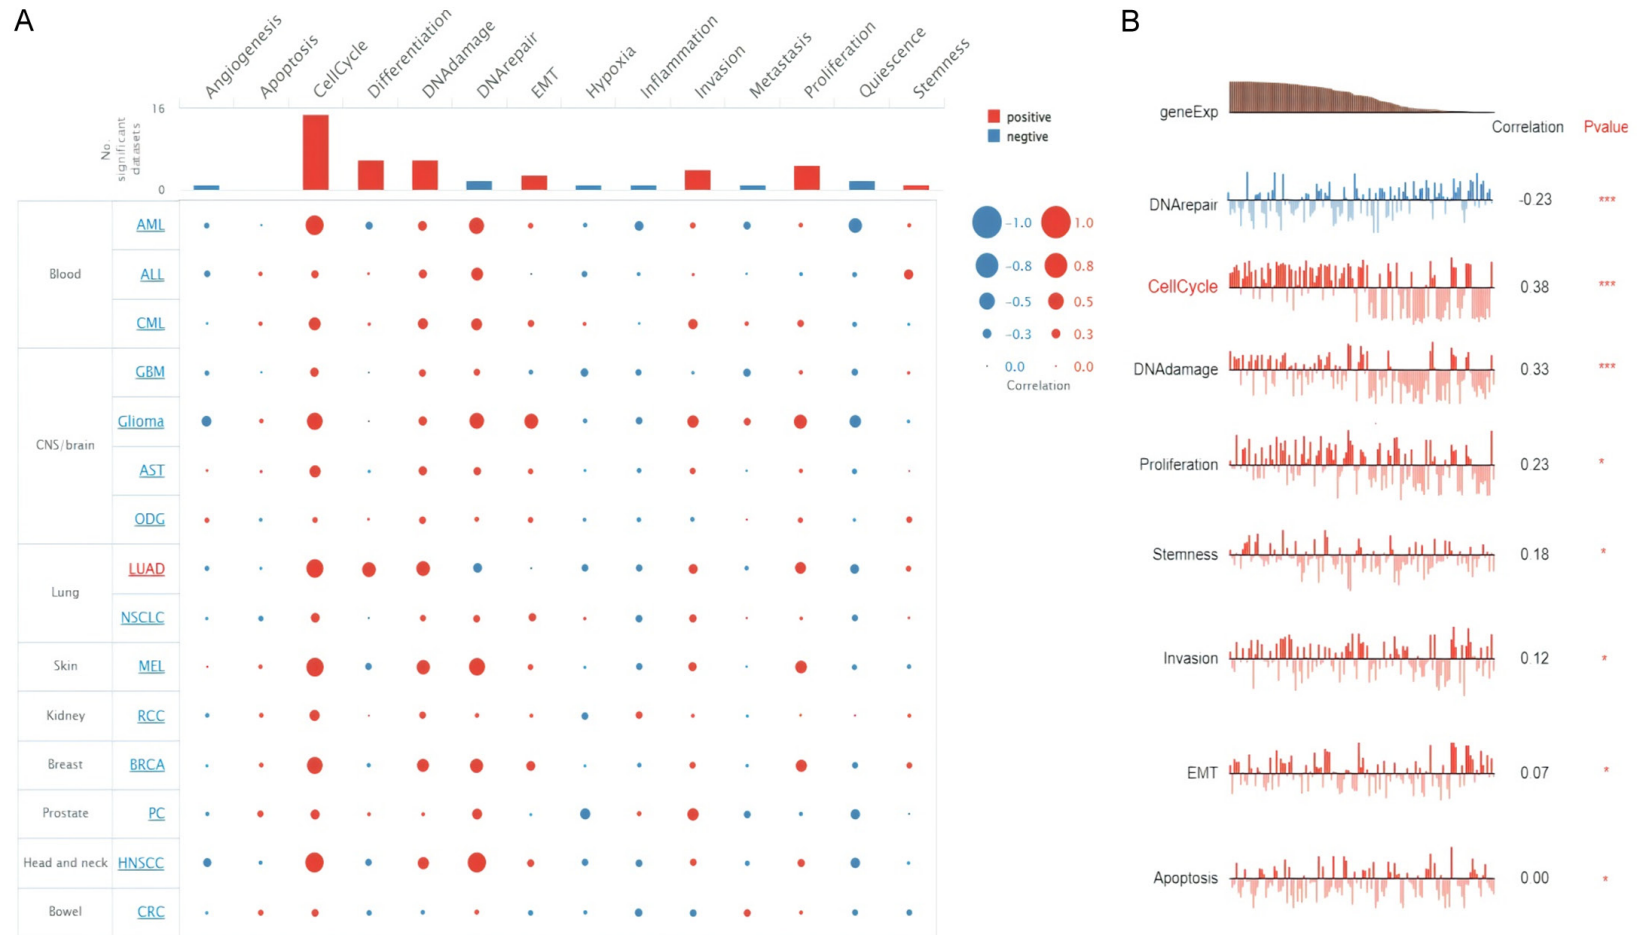 A
Angiogenesis
Apoptosis
CellCycle
Differentiation
DNAdamage
DNArepair
EMT
Hypoxia
Inflammation
Invasion
Metastasis
Proliferation
Quiescence
Stemness
16
No.
significant
datasets
0
positive
negtive
Blood
AML
ALL
CML
CNS/brain
GBM
Glioma
AST
ODG
Lung
LUAD
NSCLC
Skin
MEL
Kidney
RCC
Breast
BRCA
Prostate
PC
Head and neck
HNSCC
Bowel
CRC
−1.0 1.0
−0.8 0.8
−0.5 0.5
−0.3 0.3
0.0 0.0
Correlation
B
geneExp
Correlation Pvalue
DNArepair -0 23 ***
CellCycle 0 38 ***
DNAdamage 0 33 ***
Proliferation 0 23 *
Stemness 0 18 *
Invasion 0 12 *
EMT 0 07 *
Apoptosis 0 00 *